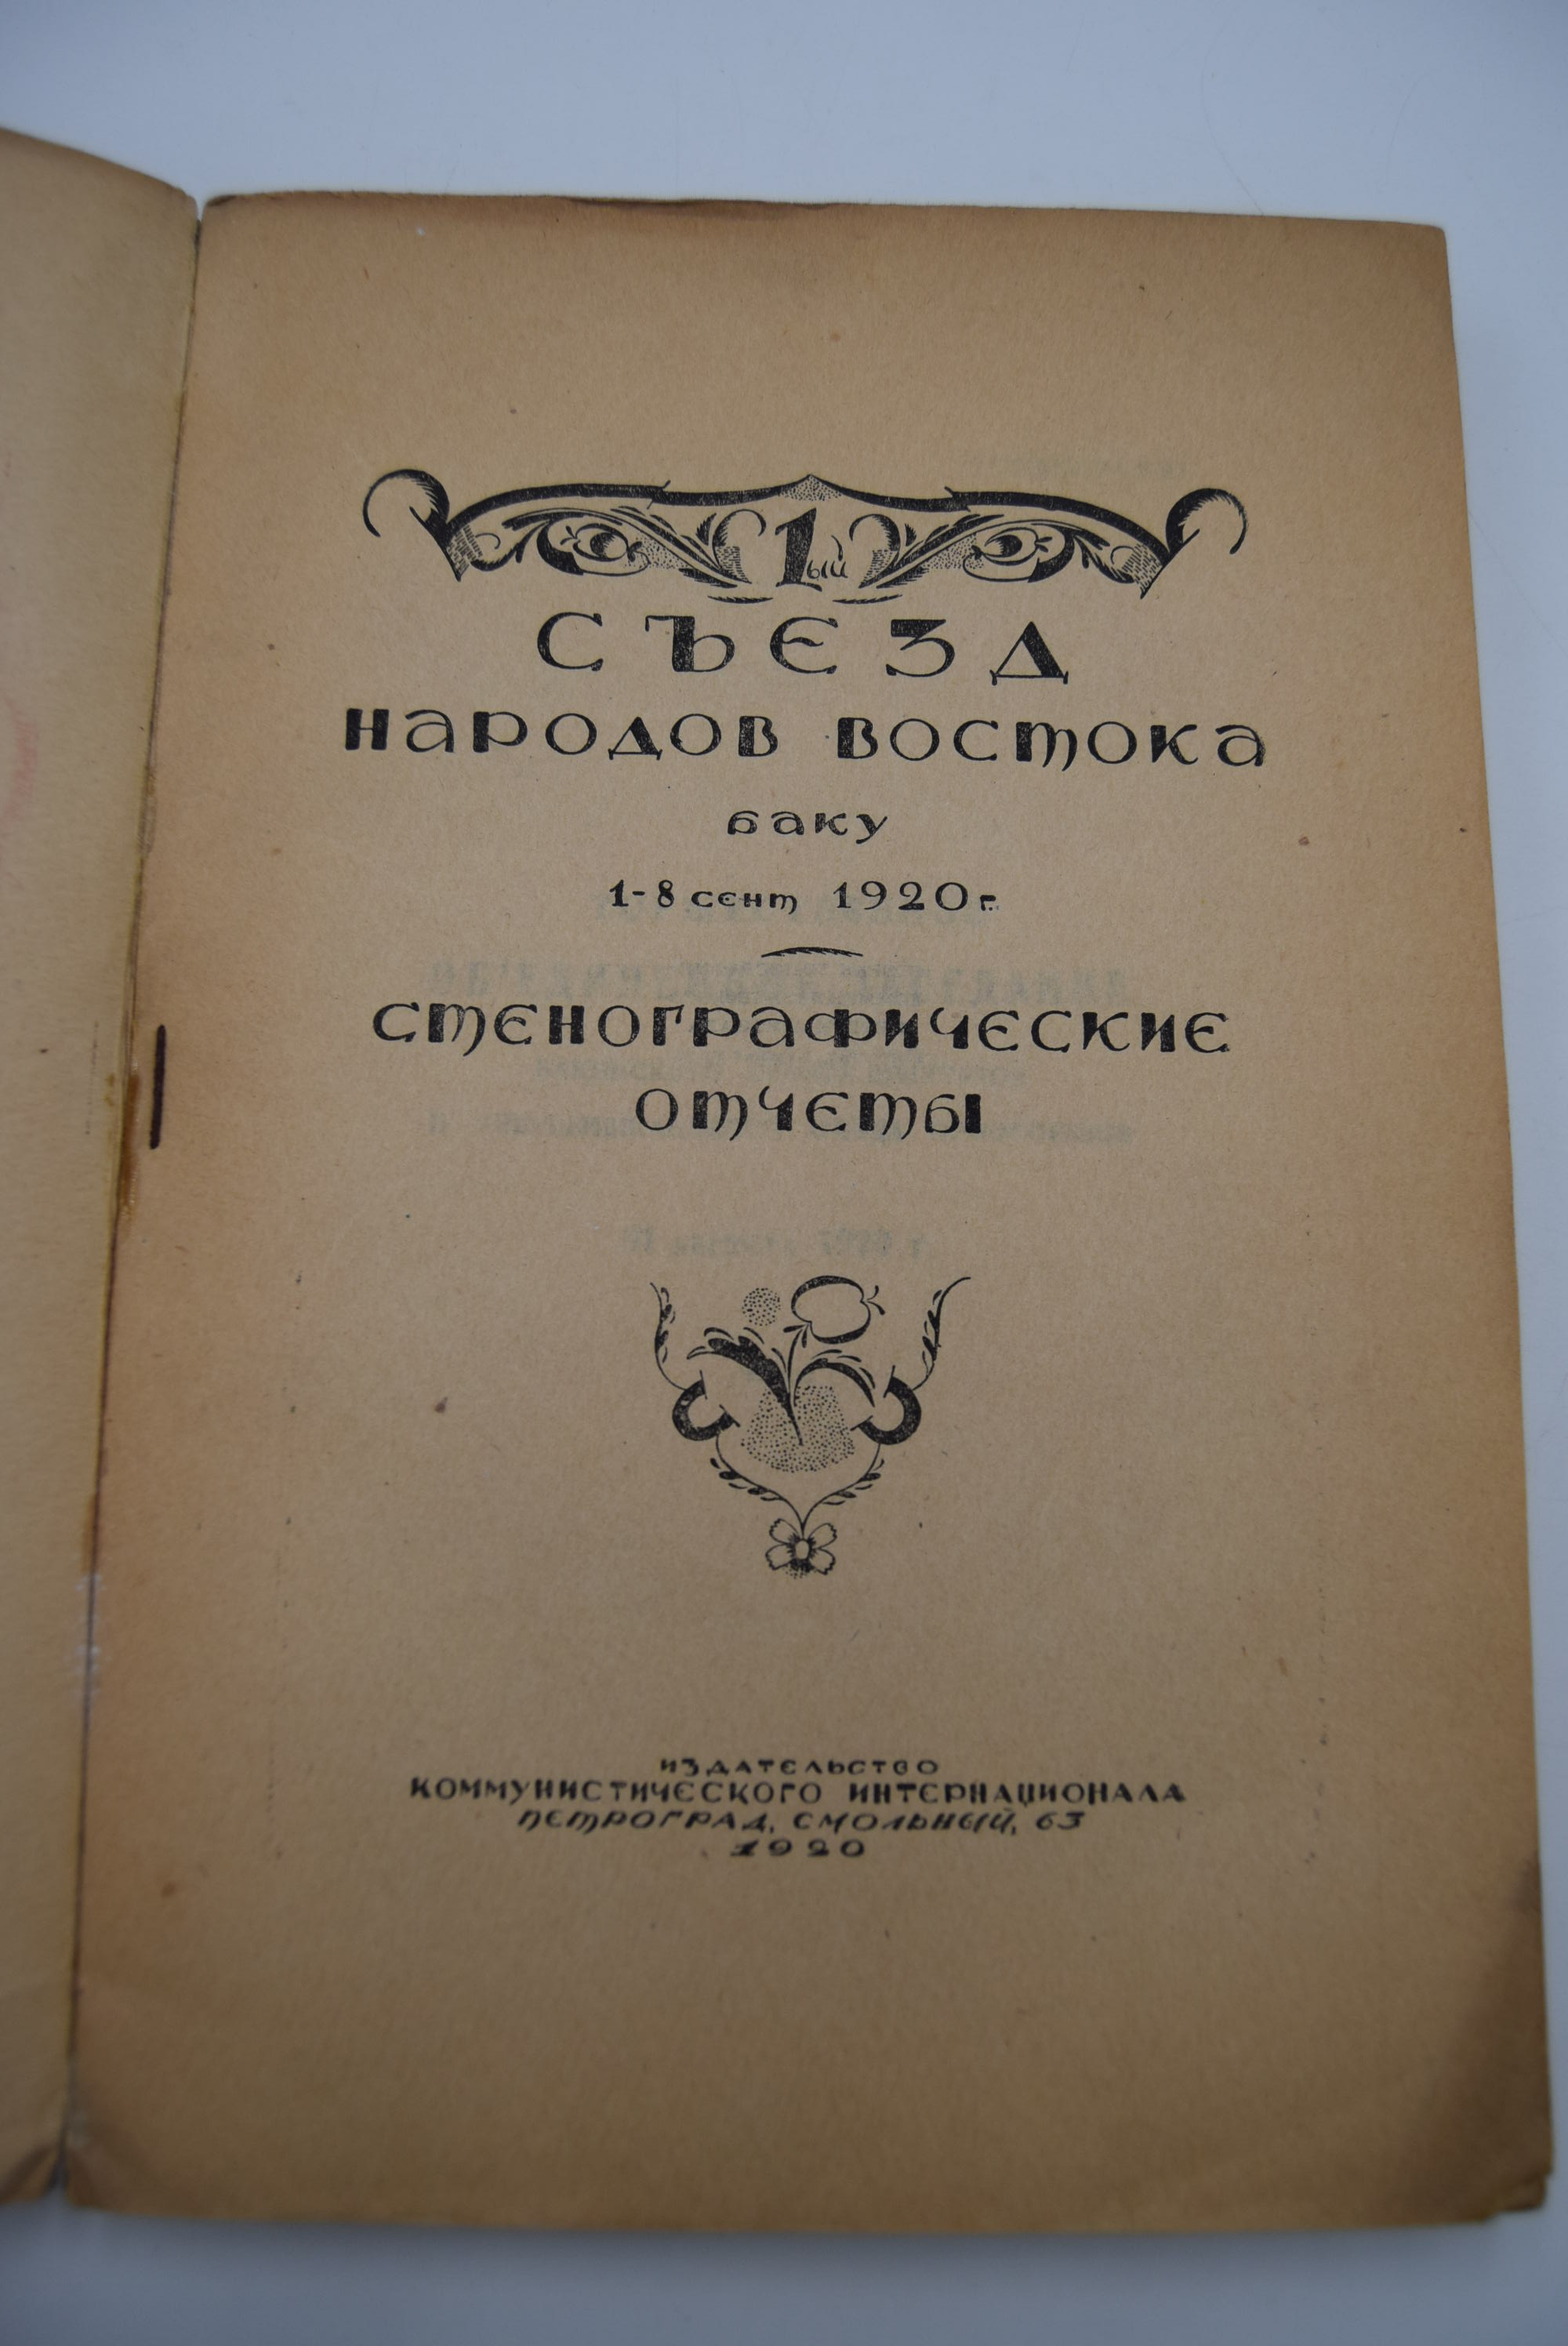 1ый
СЪЕЗД
НАРОДОВ ВОСТОКА
БАКУ
1-8 СЕНТ 1920 г.
СТЕНОГРАФИЧЕСКИЕ
ОТЧЕТЫ
ИЗДАТЕЛЬСТВО
КОММУНИСТИЧЕСКОГО ИНТЕРНАЦИОНАЛА
ПЕТРОГРАД, СМОЛЬНЫЙ, 63
1920